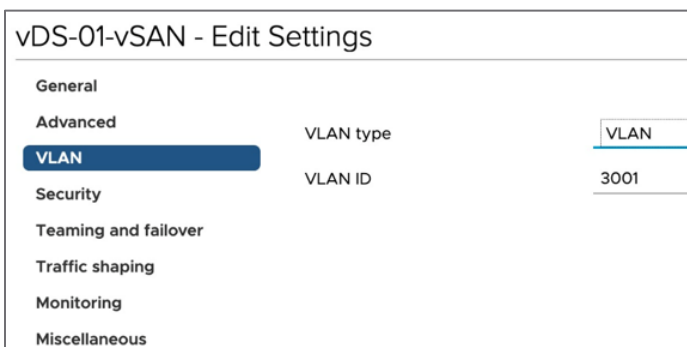 vDS-01-vSAN - Edit Settings
General
Advanced
VLAN
Security
Teaming and failover
Traffic shaping
Monitoring
Miscellaneous
VLAN type
VLAN
VLAN ID
3001